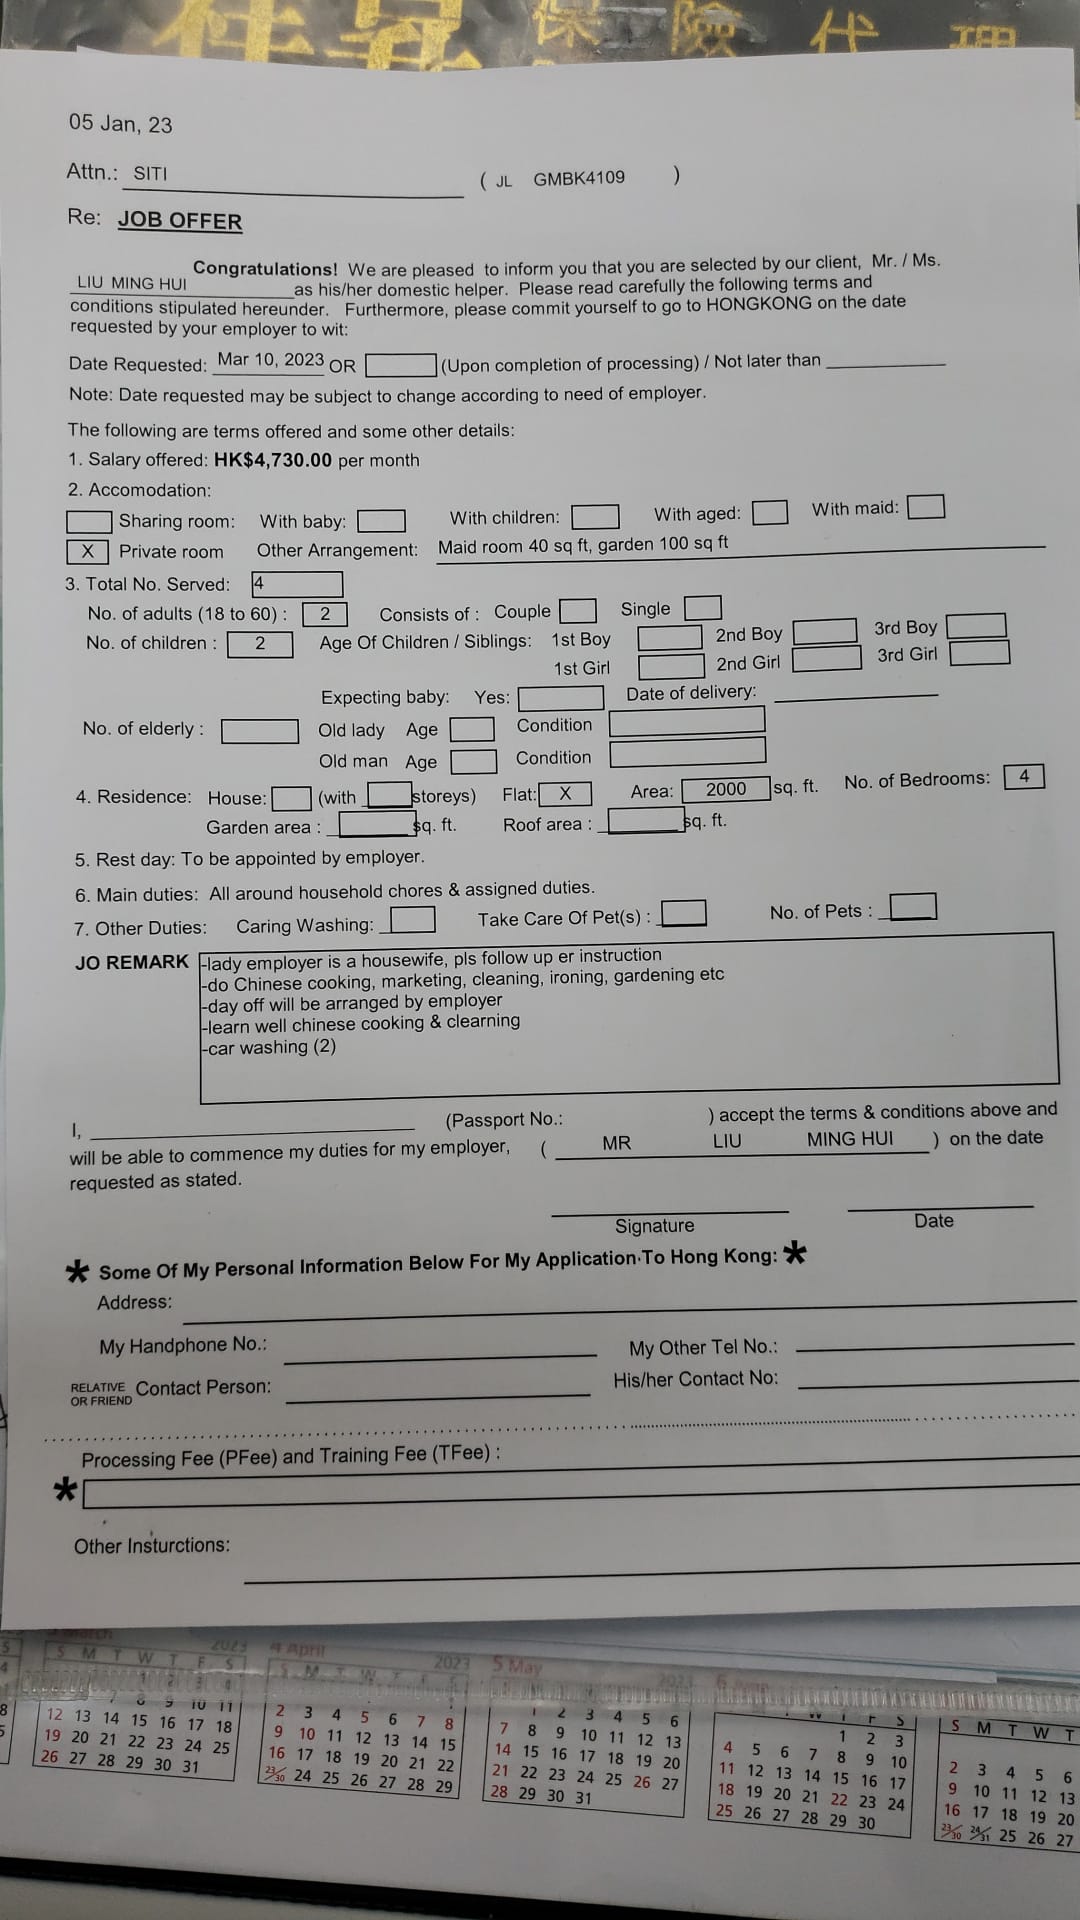 佳昇保險代理
05 Jan, 23
Attn.: SITI ( JL GMBK4109 )
Re: JOB OFFER
Congratulations! We are pleased to inform you that you are selected by our client, Mr. / Ms.
LIU MING HUI as his/her domestic helper. Please read carefully the following terms and
conditions stipulated hereunder. Furthermore, please commit yourself to go to HONGKONG on the date
requested by your employer to wit:
Date Requested: Mar 10, 2023 OR (Upon completion of processing) / Not later than
Note: Date requested may be subject to change according to need of employer.
The following are terms offered and some other details:
1. Salary offered: HK$4,730.00 per month
2. Accomodation:
Sharing room: With baby: With children: With aged: With maid:
X Private room Other Arrangement: Maid room 40 sq ft, garden 100 sq ft
3. Total No. Served: 4
No. of adults (18 to 60) : 2 Consists of : Couple Single
No. of children : 2 Age Of Children / Siblings: 1st Boy 2nd Boy 3rd Boy
1st Girl 2nd Girl 3rd Girl
Expecting baby: Yes: Date of delivery:
No. of elderly : Old lady Age Condition
Old man Age Condition
4. Residence: House: (with storeys) Flat: X Area: 2000 sq. ft. No. of Bedrooms: 4
Garden area : sq. ft. Roof area : sq. ft.
5. Rest day: To be appointed by employer.
6. Main duties: All around household chores & assigned duties.
7. Other Duties: Caring Washing: Take Care Of Pet(s) : No. of Pets :
JO REMARK -lady employer is a housewife, pls follow up er instruction
-do Chinese cooking, marketing, cleaning, ironing, gardening etc
-day off will be arranged by employer
-learn well chinese cooking & clearning
-car washing (2)
I, (Passport No.: ) accept the terms & conditions above and
will be able to commence my duties for my employer, ( MR LIU MING HUI ) on the date
requested as stated.
Signature Date
* Some Of My Personal Information Below For My Application To Hong Kong: *
Address:
My Handphone No.: My Other Tel No.:
RELATIVE OR FRIEND Contact Person: His/her Contact No:
Processing Fee (PFee) and Training Fee (TFee) :
*
Other Insturctions:
2023 4 April 2023 5 May
S M T W T F S
12 13 14 15 16 17 18
19 20 21 22 23 24 25
26 27 28 29 30 31
2 3 4 5 6 7 8
9 10 11 12 13 14 15
16 17 18 19 20 21 22
23/30 24 25 26 27 28 29
1 2 3 4 5 6
7 8 9 10 11 12 13
14 15 16 17 18 19 20
21 22 23 24 25 26 27
28 29 30 31
1 2 3
4 5 6 7 8 9 10
11 12 13 14 15 16 17
18 19 20 21 22 23 24
25 26 27 28 29 30
S M T W T
2 3 4 5 6
9 10 11 12 13
16 17 18 19 20
23/30 24/31 25 26 27